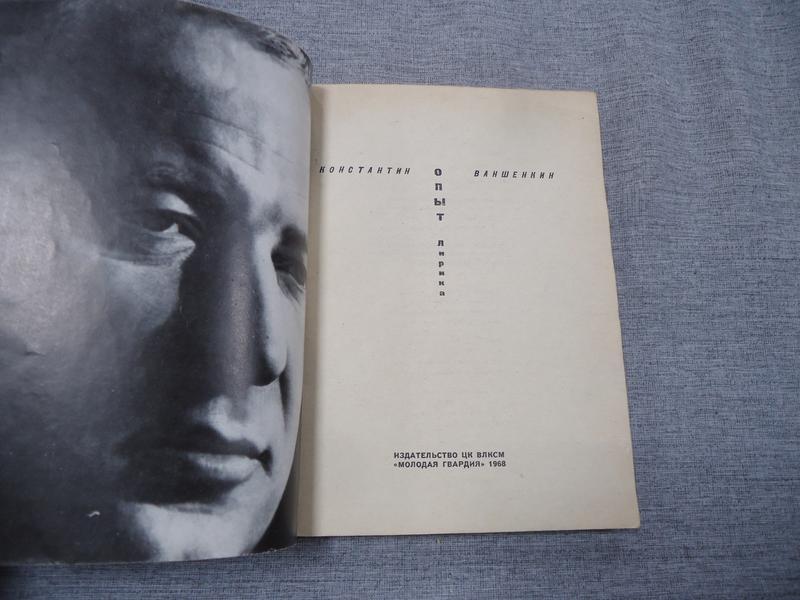 КОНСТАНТИН ВАНШЕНКИН
ОПЫТ
Лирика
ИЗДАТЕЛЬСТВО ЦК ВЛКСМ
«МОЛОДАЯ ГВАРДИЯ» 1968